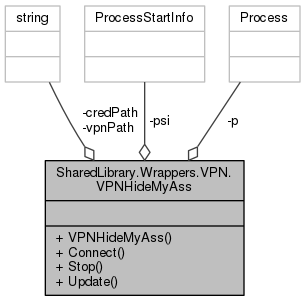 string
ProcessStartInfo
Process
-credPath
-vpnPath
-psi
-p
SharedLibrary.Wrappers.VPN.
VPNHideMyAss
+ VPNHideMyAss()
+ Connect()
+ Stop()
+ Update()